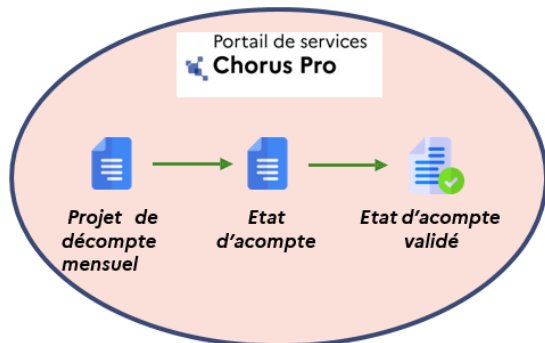 Portail de services
Chorus Pro
Projet de
décompte
mensuel
Etat
d'acompte
Etat d'acompte
validé